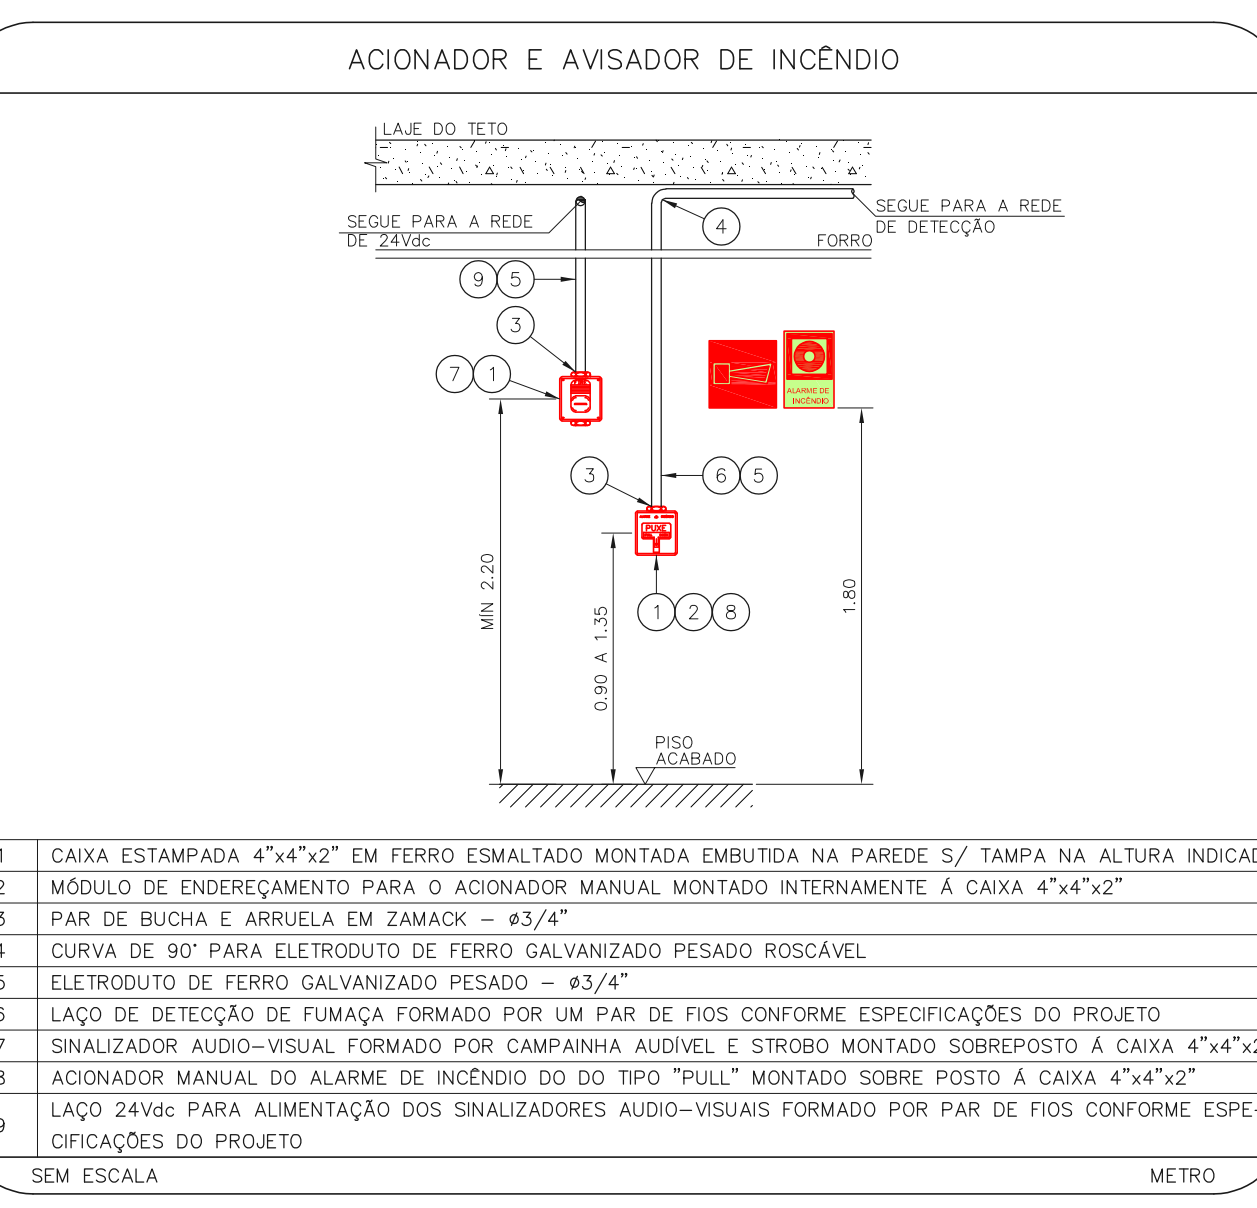 ACIONADOR E AVISADOR DE INCÊNDIO
LAJE DO TETO
SEGUE PARA A REDE
DE 24Vdc
SEGUE PARA A REDE
DE DETECÇÃO
4
FORRO
9 5
3
7 1
ALARME DE
INCÊNDIO
3
6 5
PUXE
1 2 8
MÍN 2.20
0.90 A 1.35
1.80
PISO
ACABADO
1 CAIXA ESTAMPADA 4”x4”x2” EM FERRO ESMALTADO MONTADA EMBUTIDA NA PAREDE S/ TAMPA NA ALTURA
2 MÓDULO DE ENDEREÇAMENTO PARA O ACIONADOR MANUAL MONTADO INTERNAMENTE Á CAIXA 4”x4”x2”
3 PAR DE BUCHA E ARRUELA EM ZAMACK – ø3/4”
4 CURVA DE 90° PARA ELETRODUTO DE FERRO GALVANIZADO PESADO ROSCÁVEL
5 ELETRODUTO DE FERRO GALVANIZADO PESADO – ø3/4”
6 LAÇO DE DETECÇÃO DE FUMAÇA FORMADO POR UM PAR DE FIOS CONFORME ESPECIFICAÇÕES DO PROJETO
7 SINALIZADOR AUDIO–VISUAL FORMADO POR CAMPAINHA AUDÍVEL E STROBO MONTADO SOBREPOSTO Á CAIXA 4”x4”x2
8 ACIONADOR MANUAL DO ALARME DE INCÊNDIO DO DO TIPO ”PULL” MONTADO SOBRE POSTO Á CAIXA 4”x4”x2”
9 LAÇO 24Vdc PARA ALIMENTAÇÃO DOS SINALIZADORES AUDIO–VISUAIS FORMADO POR PAR DE FIOS CONFORME ESPE-
CIFICAÇÕES DO PROJETO
SEM ESCALA
METRO